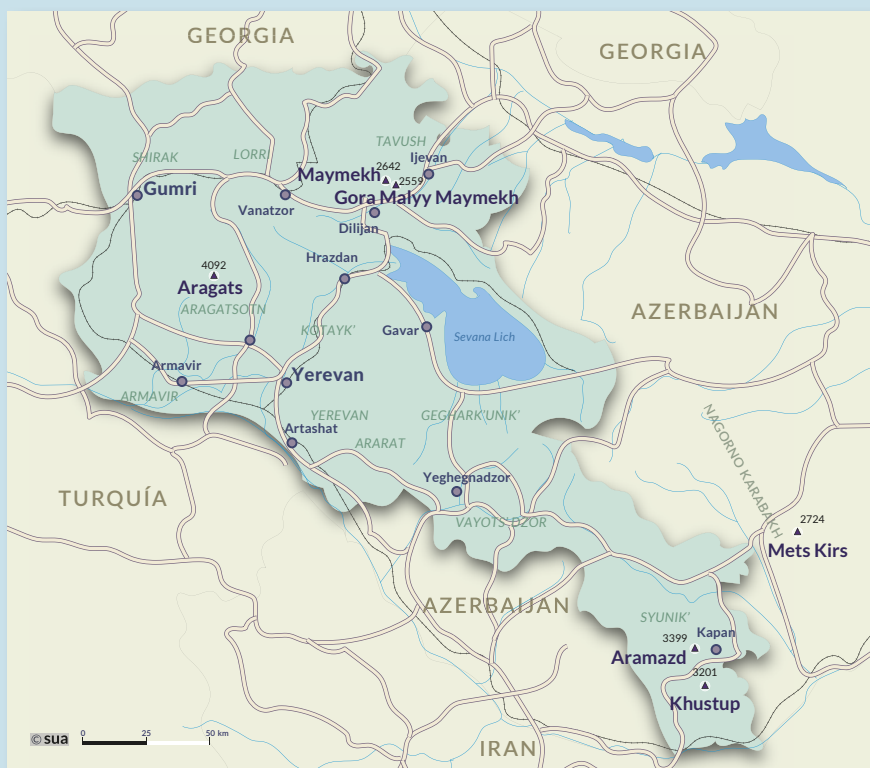 GEORGIA
GEORGIA
TAVUSH
SHIRAK
LORRI
Ijevan
2642
Maymekh
2559
Gumri
Gora Malyy Maymekh
Vanatzor
Dilijan
Hrazdan
4092
Aragats
ARAGATSOTN
AZERBAIJAN
KOTAYK'
Gavar
Sevana Lich
Armavir
Yerevan
ARMAVIR
YEREVAN
GEGHARK'UNIK'
Artashat
ARARAT
NAGORNO KARABAKH
Yeghegnadzor
TURQUÍA
VAYOTS' DZOR
2724
Mets Kirs
AZERBAIJAN
SYUNIK'
Kapan
3399
Aramazd
3201
Khustup
© sua
0 25 50 km
IRAN